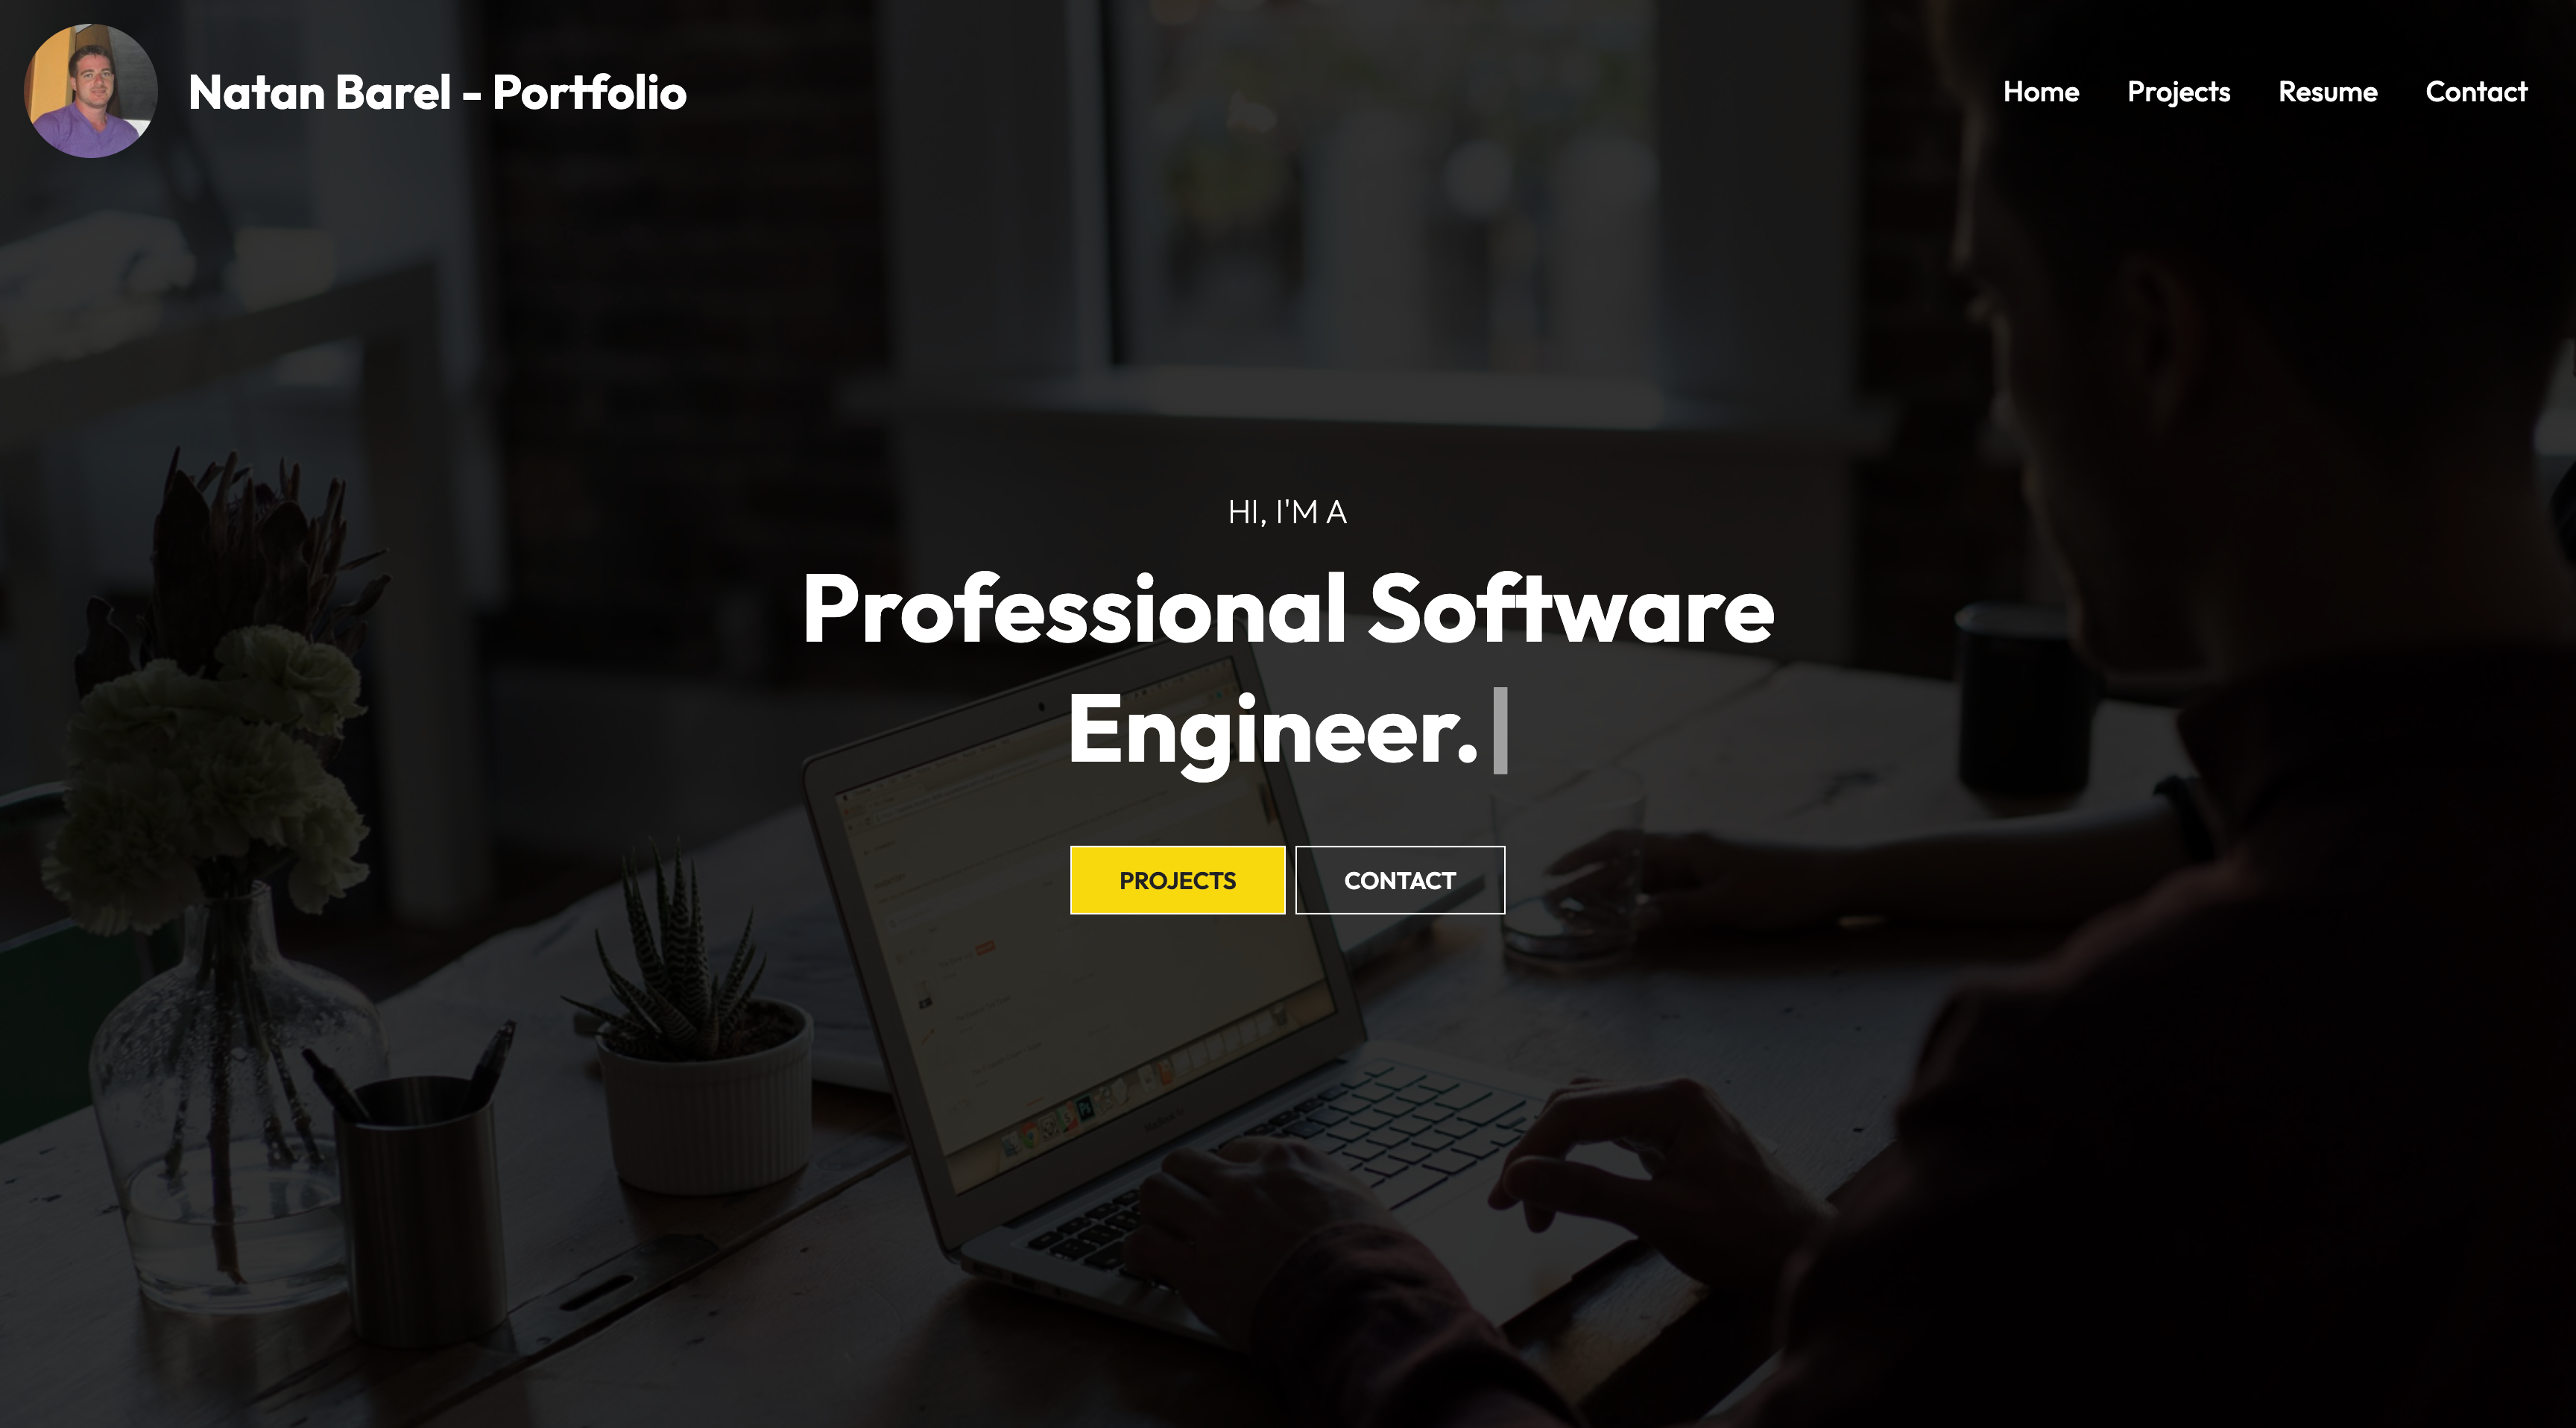 Natan Barel - Portfolio
Home Projects Resume Contact
HI, I'M A
Professional Software
Engineer.
PROJECTS CONTACT